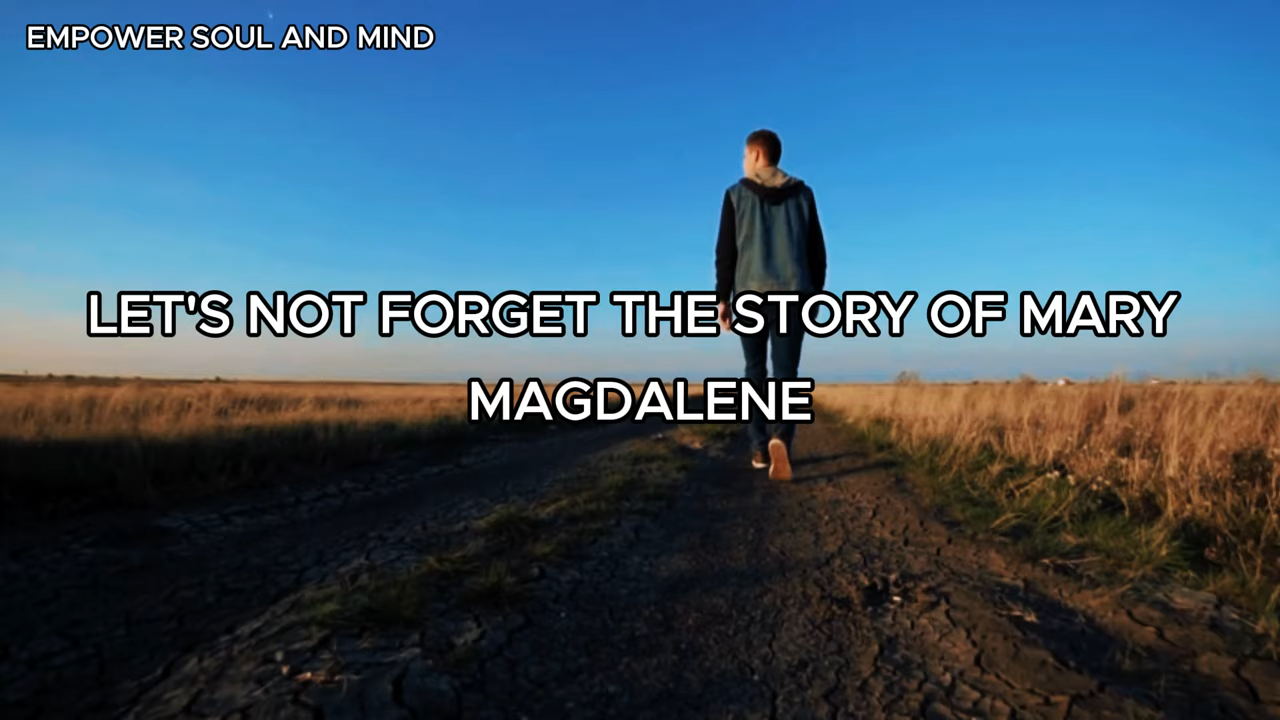 EMPOWER SOUL AND MIND
LET'S NOT FORGET THE STORY OF MARY
MAGDALENE